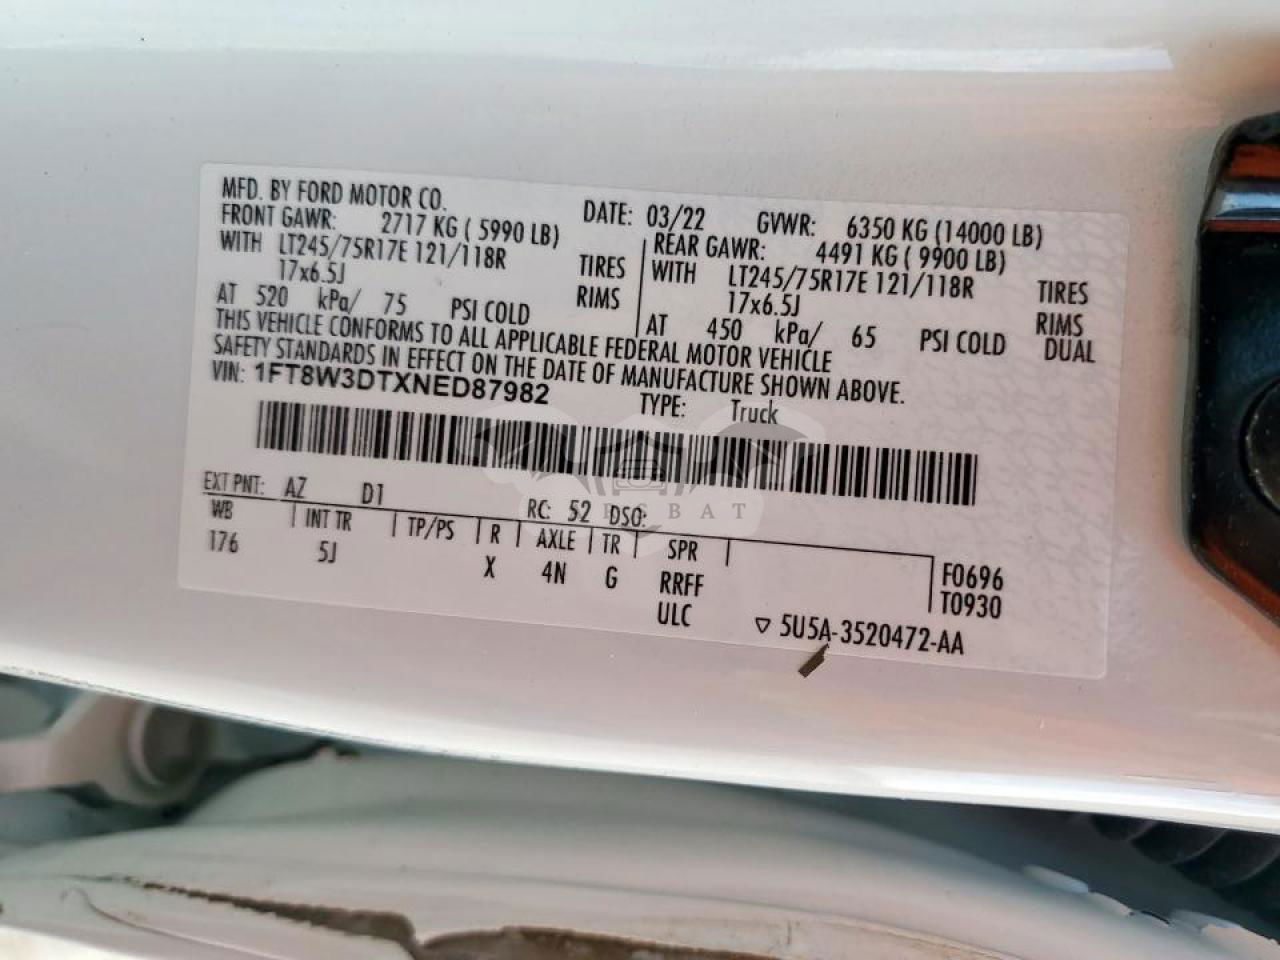 MFD. BY FORD MOTOR CO.
DATE: 03/22 GVWR: 6350 KG (14000 LB)
FRONT GAWR: 2717 KG ( 5990 LB)
WITH LT245/75R17E 121/118R TIRES
17x6.5J RIMS
AT 520 kPa/ 75 PSI COLD
REAR GAWR: 4491 KG ( 9900 LB)
WITH LT245/75R17E 121/118R TIRES
17x6.5J RIMS
AT 450 kPa/ 65 PSI COLD DUAL
THIS VEHICLE CONFORMS TO ALL APPLICABLE FEDERAL MOTOR VEHICLE
SAFETY STANDARDS IN EFFECT ON THE DATE OF MANUFACTURE SHOWN ABOVE.
VIN: 1FT8W3DTXNED87982
TYPE: Truck
EXT PNT: AZ D1 RC: 52 DSO:
WB INT TR TP/PS R AXLE TR SPR
176 5J X 4N G RRFF
ULC
F0696
T0930
▽ 5U5A-3520472-AA